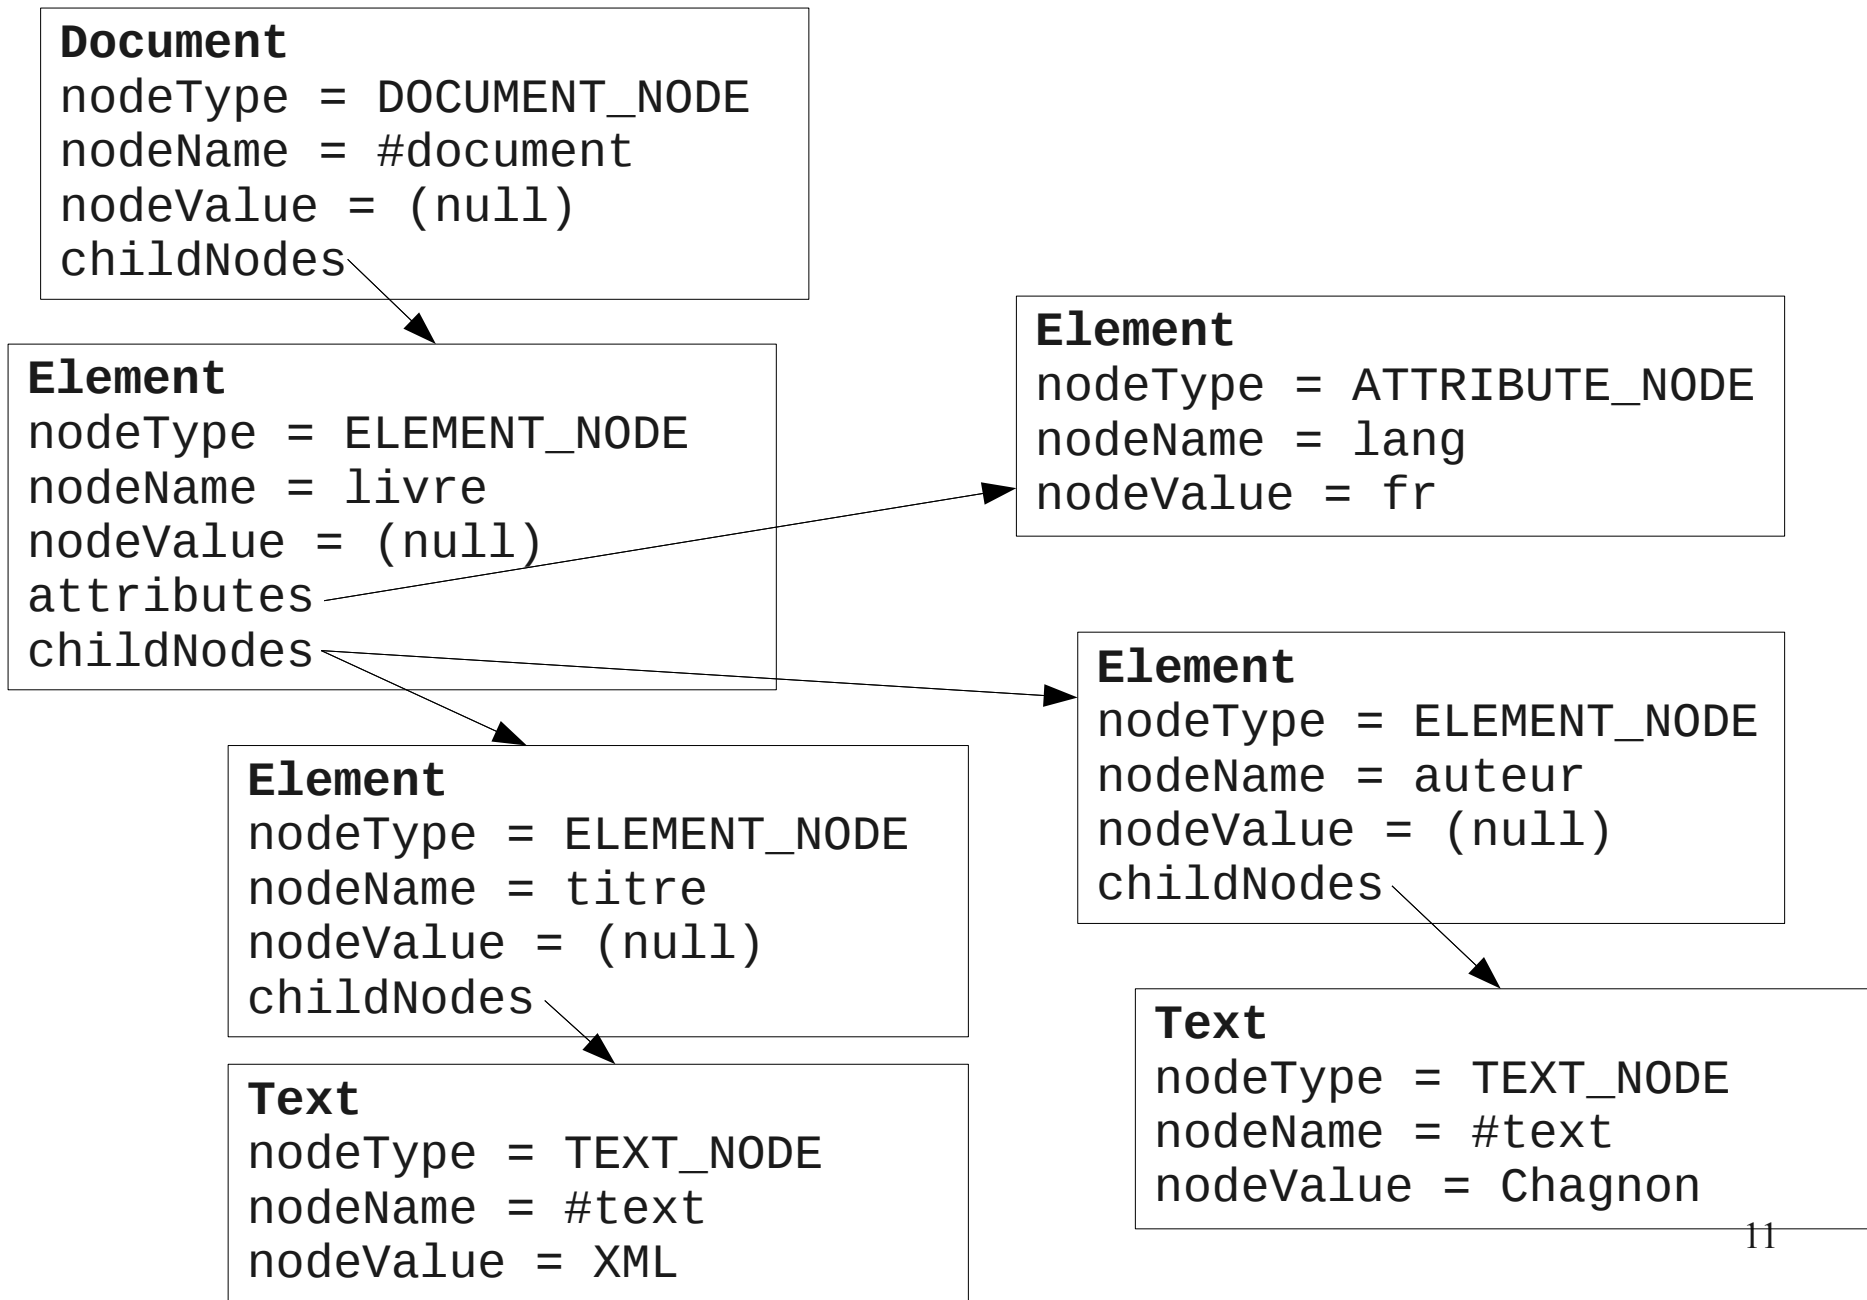 Document
nodeType = DOCUMENT_NODE
nodeName = #document
nodeValue = (null)
childNodes
Element
nodeType = ELEMENT_NODE
nodeName = livre
nodeValue = (null)
attributes
childNodes
Element
nodeType = ATTRIBUTE_NODE
nodeName = lang
nodeValue = fr
Element
nodeType = ELEMENT_NODE
nodeName = titre
nodeValue = (null)
childNodes
Text
nodeType = TEXT_NODE
nodeName = #text
nodeValue = XML
Element
nodeType = ELEMENT_NODE
nodeName = auteur
nodeValue = (null)
childNodes
Text
nodeType = TEXT_NODE
nodeName = #text
nodeValue = Chagnon
11